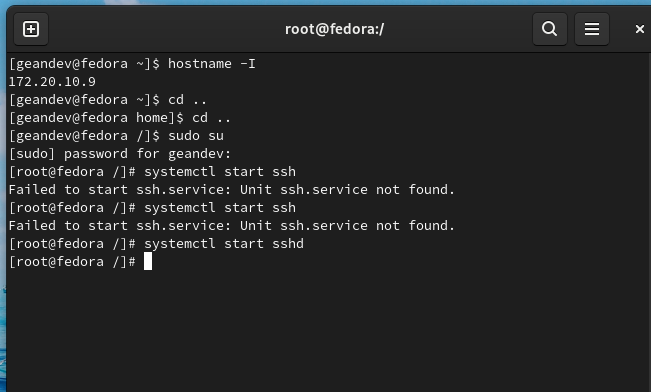 root@fedora:/
[geandev@fedora ~]$ hostname -I
172.20.10.9
[geandev@fedora ~]$ cd ..
[geandev@fedora home]$ cd ..
[geandev@fedora /]$ sudo su
[sudo] password for geandev:
[root@fedora /]# systemctl start ssh
Failed to start ssh.service: Unit ssh.service not found.
[root@fedora /]# systemctl start ssh
Failed to start ssh.service: Unit ssh.service not found.
[root@fedora /]# systemctl start sshd
[root@fedora /]#